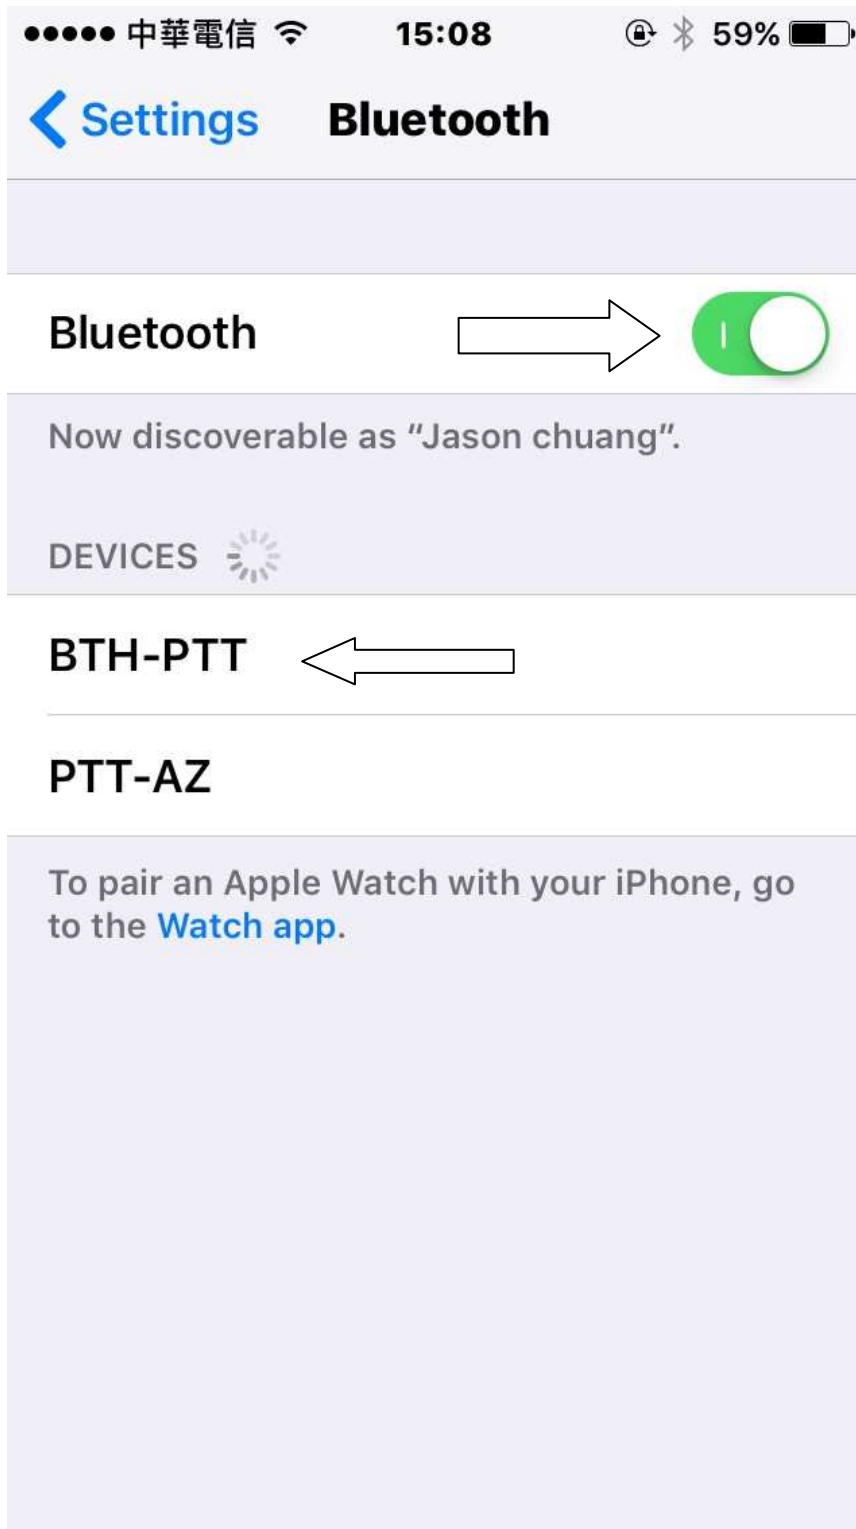 中華電信 15:08 59%
Settings Bluetooth
Bluetooth
Now discoverable as “Jason chuang”.
DEVICES
BTH-PTT
PTT-AZ
To pair an Apple Watch with your iPhone, go
to the Watch app.